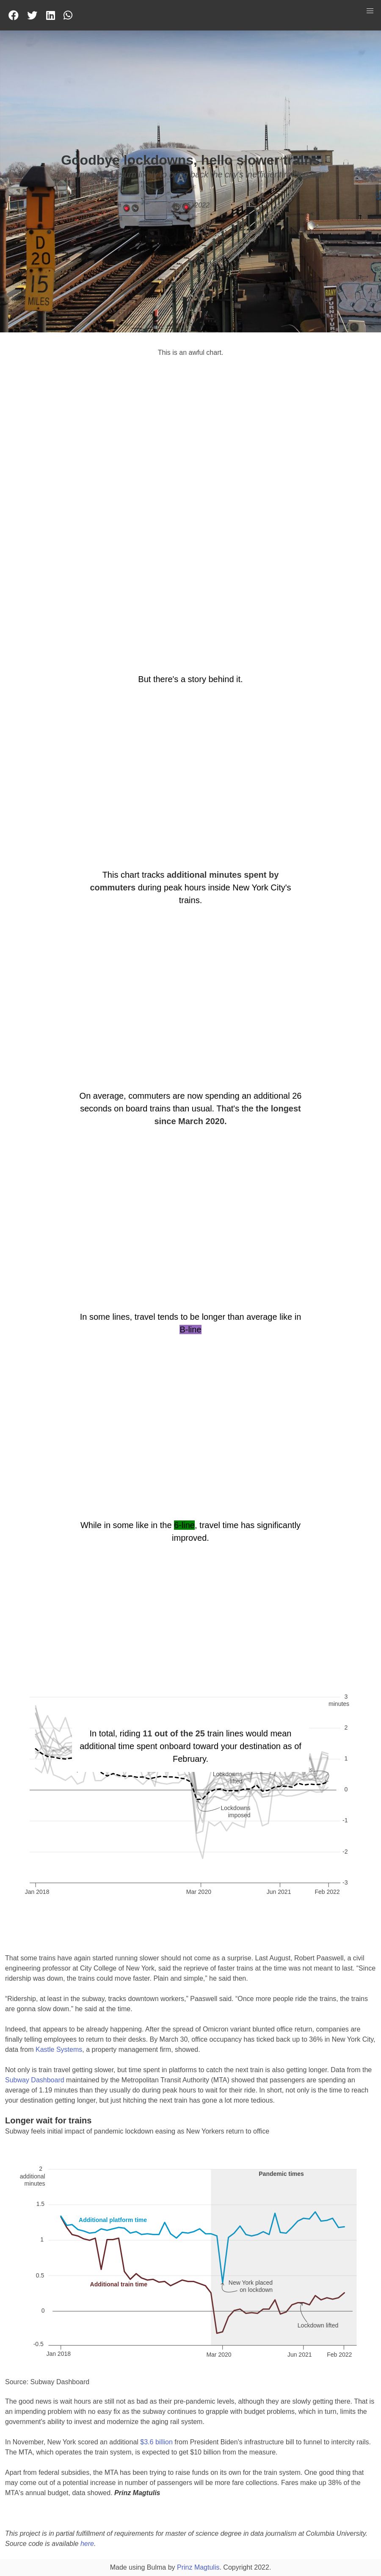 Goodbye lockdowns, hello slower trains
2022
A
T
D
20
15
MILES
FURNITURE
This is an awful chart.
But there's a story behind it.
This chart tracks additional minutes spent by
commuters during peak hours inside New York City's
trains.
On average, commuters are now spending an additional 26
seconds on board trains than usual. That's the the longest
since March 2020.
In some lines, travel tends to be longer than average like in
B-line
While in some like in the 6-line, travel time has significantly
improved.
3
minutes
2
In total, riding 11 out of the 25 train lines would mean
additional time spent onboard toward your destination as of
February.
1
Lockdowns
lifted
0
Lockdowns
imposed
-1
-2
-3
Jan 2018
Mar 2020
Jun 2021
Feb 2022
That some trains have again started running slower should not come as a surprise. Last August, Robert Paaswell, a civil
engineering professor at City College of New York, said the reprieve of faster trains at the time was not meant to last. “Since
ridership was down, the trains could move faster. Plain and simple,” he said then.
“Ridership, at least in the subway, tracks downtown workers,” Paaswell said. “Once more people ride the trains, the trains
are gonna slow down.” he said at the time.
Indeed, that appears to be already happening. After the spread of Omicron variant blunted office return, companies are
finally telling employees to return to their desks. By March 30, office occupancy has ticked back up to 36% in New York City,
data from Kastle Systems, a property management firm, showed.
Not only is train travel getting slower, but time spent in platforms to catch the next train is also getting longer. Data from the
Subway Dashboard maintained by the Metropolitan Transit Authority (MTA) showed that passengers are spending an
average of 1.19 minutes than they usually do during peak hours to wait for their ride. In short, not only is the time to reach
your destination getting longer, but just hitching the next train has gone a lot more tedious.
Longer wait for trains
Subway feels initial impact of pandemic lockdown easing as New Yorkers return to office
2
additional
minutes
Pandemic times
1.5
Additional platform time
1
0.5
Additional train time
New York placed
on lockdown
0
Lockdown lifted
-0.5
Jan 2018
Mar 2020
Jun 2021
Feb 2022
Source: Subway Dashboard
The good news is wait hours are still not as bad as their pre-pandemic levels, although they are slowly getting there. That is
an impending problem with no easy fix as the subway continues to grapple with budget problems, which in turn, limits the
government's ability to invest and modernize the aging rail system.
In November, New York scored an additional $3.6 billion from President Biden's infrastructure bill to funnel to intercity rails.
The MTA, which operates the train system, is expected to get $10 billion from the measure.
Apart from federal subsidies, the MTA has been trying to raise funds on its own for the train system. One good thing that
may come out of a potential increase in number of passengers will be more fare collections. Fares make up 38% of the
MTA's annual budget, data showed. Prinz Magtulis
This project is in partial fulfillment of requirements for master of science degree in data journalism at Columbia University.
Source code is available here.
Made using Bulma by Prinz Magtulis. Copyright 2022.